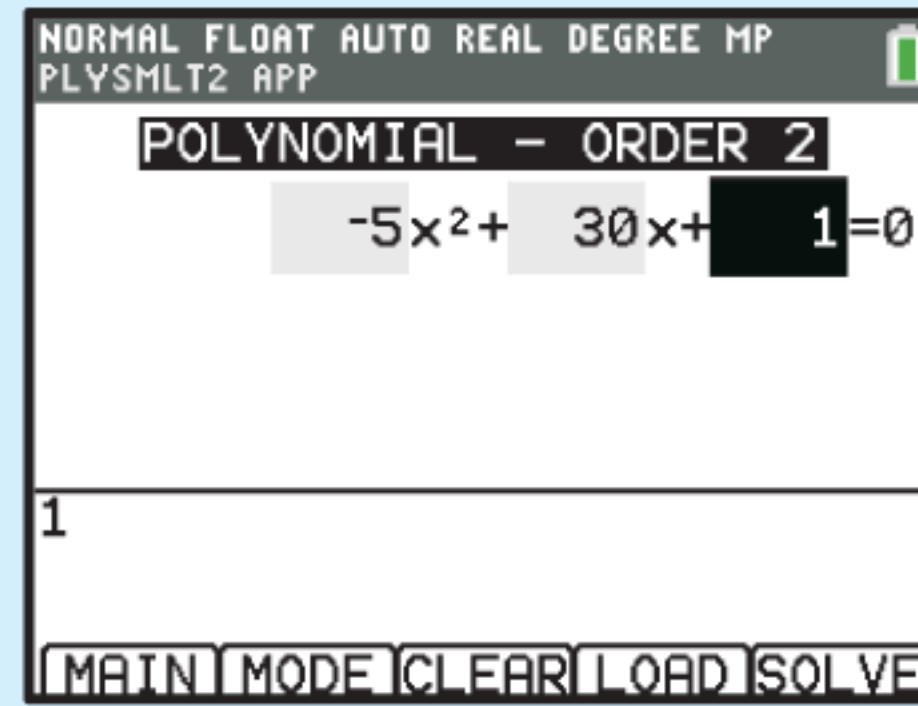 NORMAL FLOAT AUTO REAL DEGREE MP
PLYSMLT2 APP
POLYNOMIAL - ORDER 2
-5x²+ 30x+ 1=0
1
MAIN MODE CLEAR LOAD SOLVE